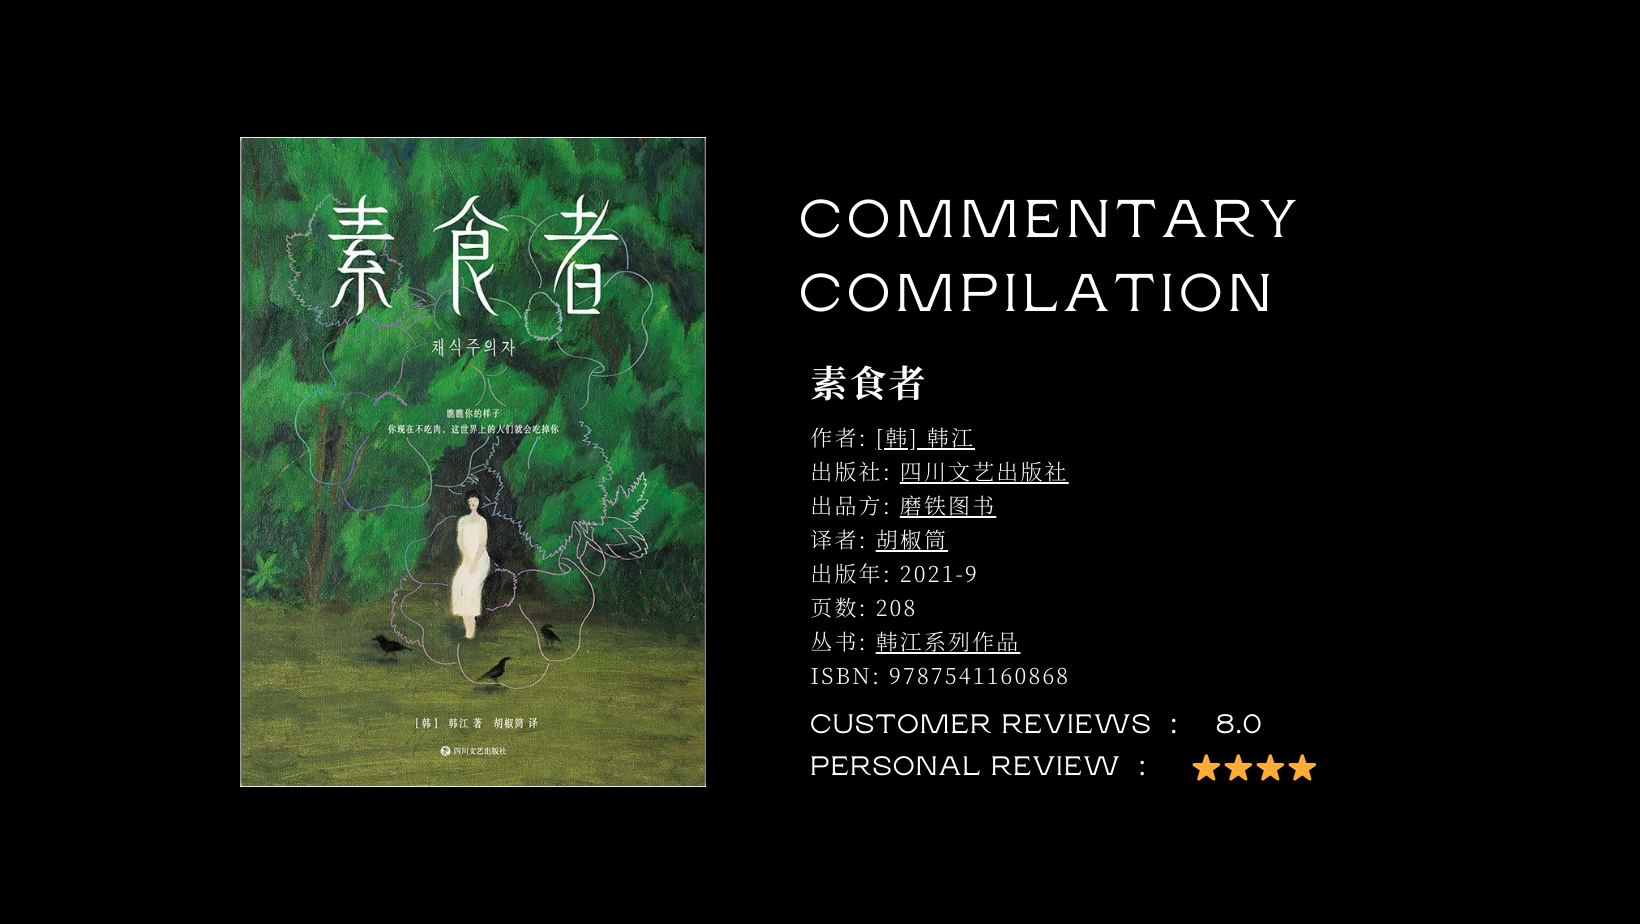 素食者
채식주의자
瞧瞧你的样子
你现在不吃肉，这世界上的人们就会吃掉你
[韩] 韩江 著 胡椒筒 译
四川文艺出版社
COMMENTARY
COMPILATION
素食者
作者: [韩] 韩江
出版社: 四川文艺出版社
出品方: 磨铁图书
译者: 胡椒筒
出版年: 2021-9
页数: 208
丛书: 韩江系列作品
ISBN: 9787541160868
CUSTOMER REVIEWS : 8.0
PERSONAL REVIEW :